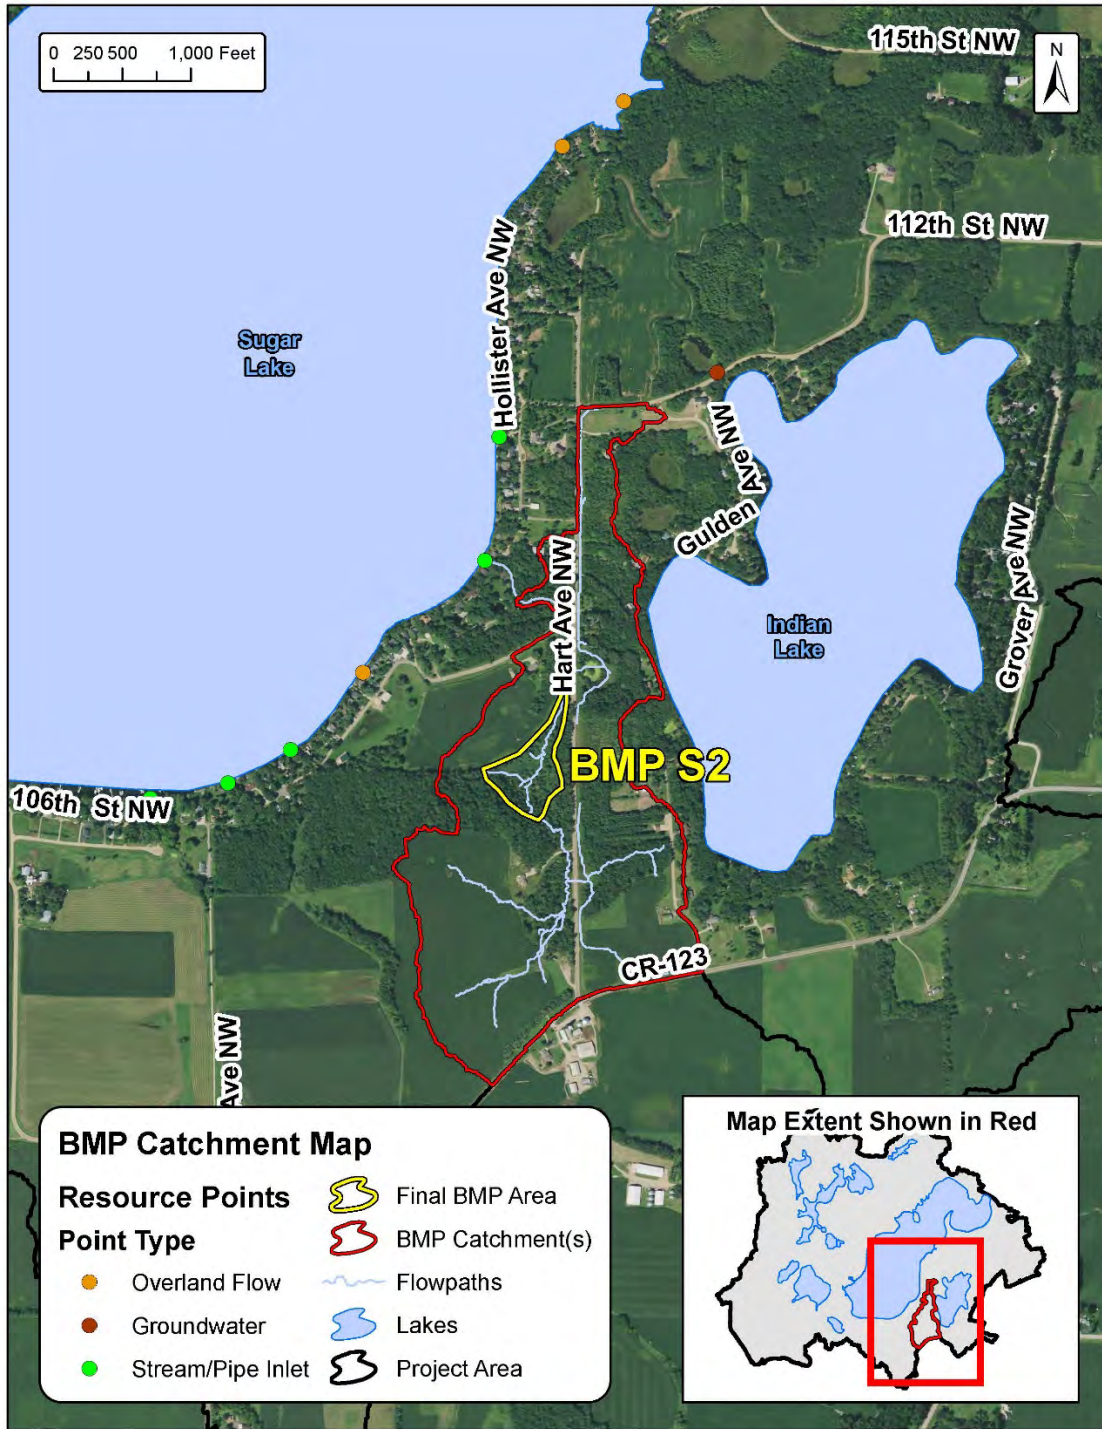 0 250 500 1,000 Feet
N
115th St NW
112th St NW
Hollister Ave NW
Sugar
Lake
Gulden Ave NW
Hart Ave NW
Indian
Lake
Grover Ave NW
BMP S2
106th St NW
CR-123
Ave NW
BMP Catchment Map
Resource Points
Point Type
Overland Flow
Groundwater
Stream/Pipe Inlet
Final BMP Area
BMP Catchment(s)
Flowpaths
Lakes
Project Area
Map Extent Shown in Red